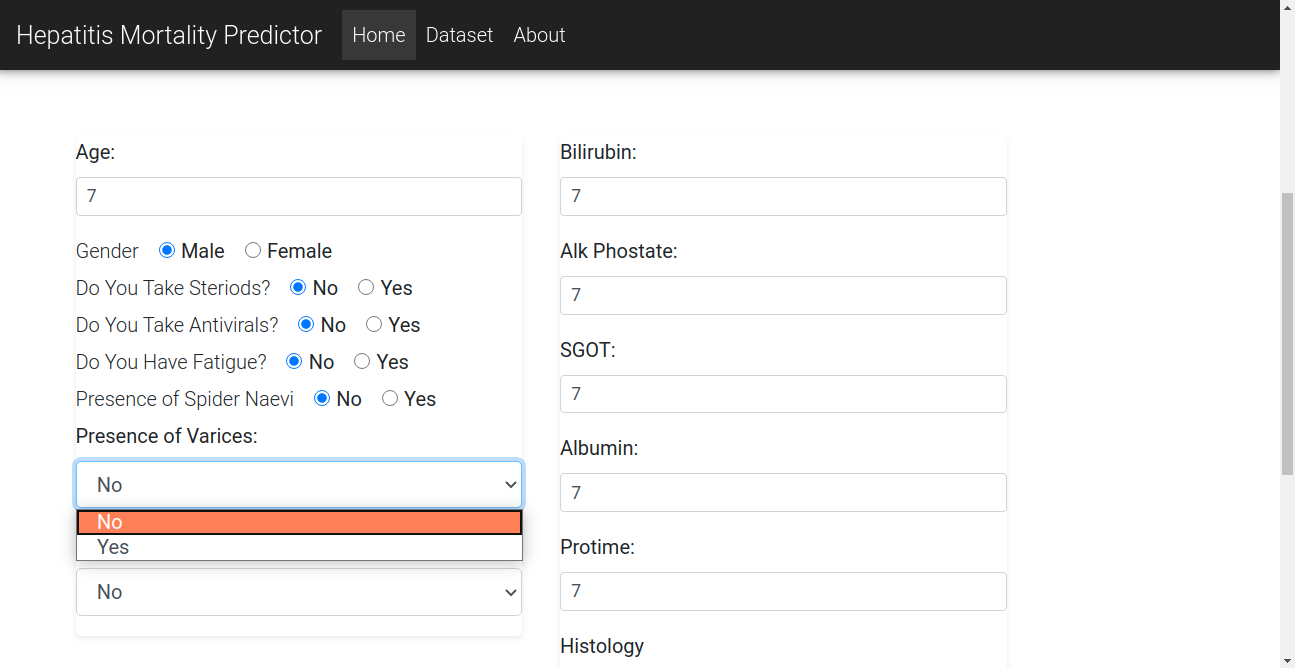 Hepatitis Mortality Predictor Home Dataset About
Age:
7
Gender Male Female
Do You Take Steriods? No Yes
Do You Take Antivirals? No Yes
Do You Have Fatigue? No Yes
Presence of Spider Naevi No Yes
Presence of Varices:
No
No
Yes
No
Bilirubin:
7
Alk Phostate:
7
SGOT:
7
Albumin:
7
Protime:
7
Histology